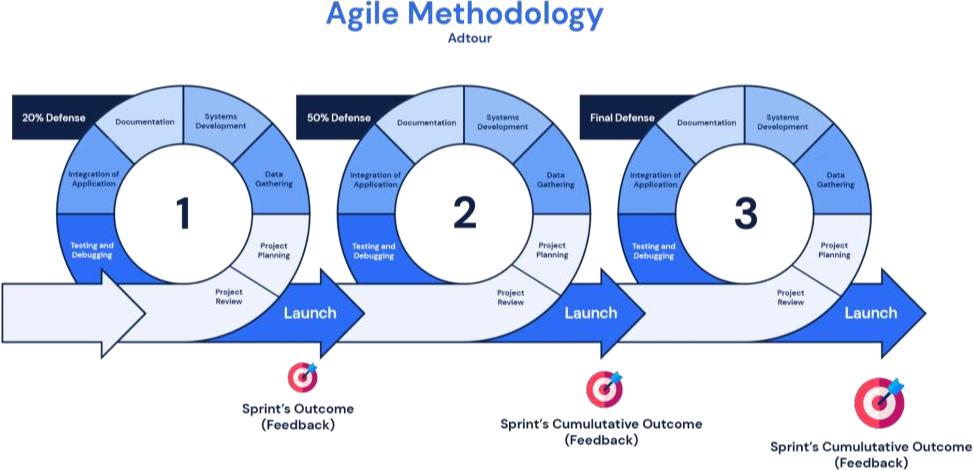 Agile Methodology
Adtour
20% Defense
Documentation
Systems
Development
Data
Gathering
Integration of
Application
1
Testing and
Debugging
Project
Planning
Project
Review
Launch
Sprint's Outcome
(Feedback)
50% Defense
Documentation
Systems
Development
Data
Gathering
Integration of
Application
2
Testing and
Debugging
Project
Planning
Project
Review
Launch
Sprint's Cumulutative Outcome
(Feedback)
Final Defense
Documentation
Systems
Development
Data
Gathering
Integration of
Application
3
Testing and
Debugging
Project
Planning
Project
Review
Launch
Sprint's Cumulutative Outcome
(Feedback)